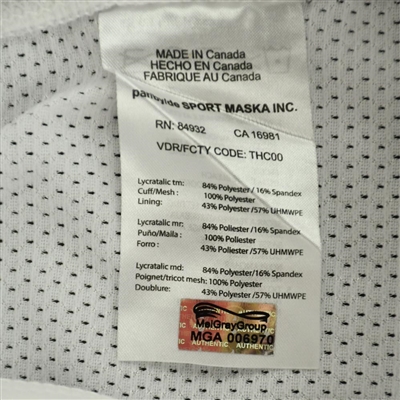 MADE IN Canada
HECHO EN Canada
FABRIQUE AU Canada
SPORT MASKA INC.
RN: 84932 CA 16981
VDR/FCTY CODE: THC00
Lycratalic tm: 84% Polyester / 16% Spandex
Cuff/Mesh : 100% Polyester
Lining: 43% Polyester/57% UHMWPE
Lycratalic mr: 84% Poliester/16% Spandex
Puño/Malla : 100% Poliester
Forro : 43% Poliester /57% UHMWPE
Lycratalic md: 84% Polyester/16% Spandex
Poignet/tricot mesh: 100% Polyester
Doublure: 43% Polyester /57% UHMWPE
MeiGrayGroup
MGA 006970
AUTHENTIC AUTHENTIC